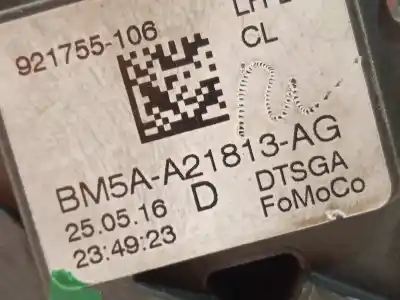 921755-106
CL
BM5A-A21813-AG
25.05.16 D DTSGA
23:49:23 FoMoCo